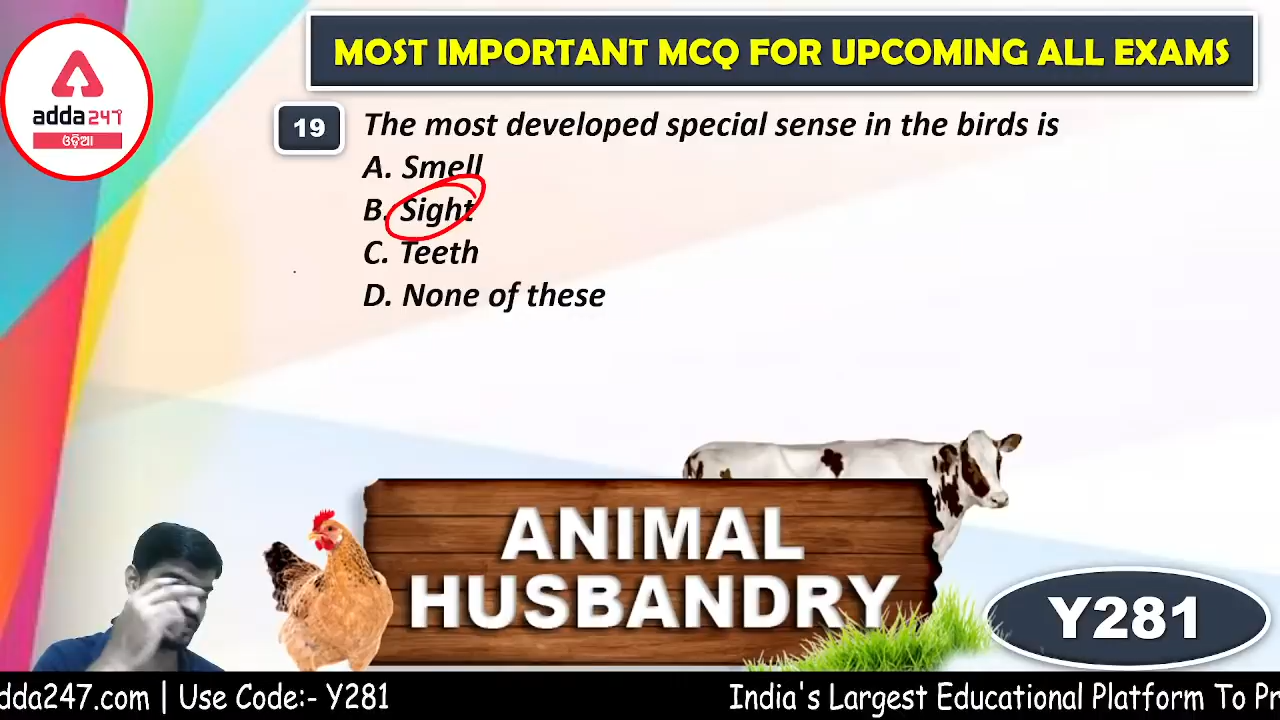 MOST IMPORTANT MCQ FOR UPCOMING ALL EXAMS
adda247
ଓଡ଼ିଆ
19 The most developed special sense in the birds is
A. Smell
B. Sight
C. Teeth
D. None of these
ANIMAL
HUSBANDRY
Y281
dda247.com | Use Code:- Y281
India's Largest Educational Platform To Pr